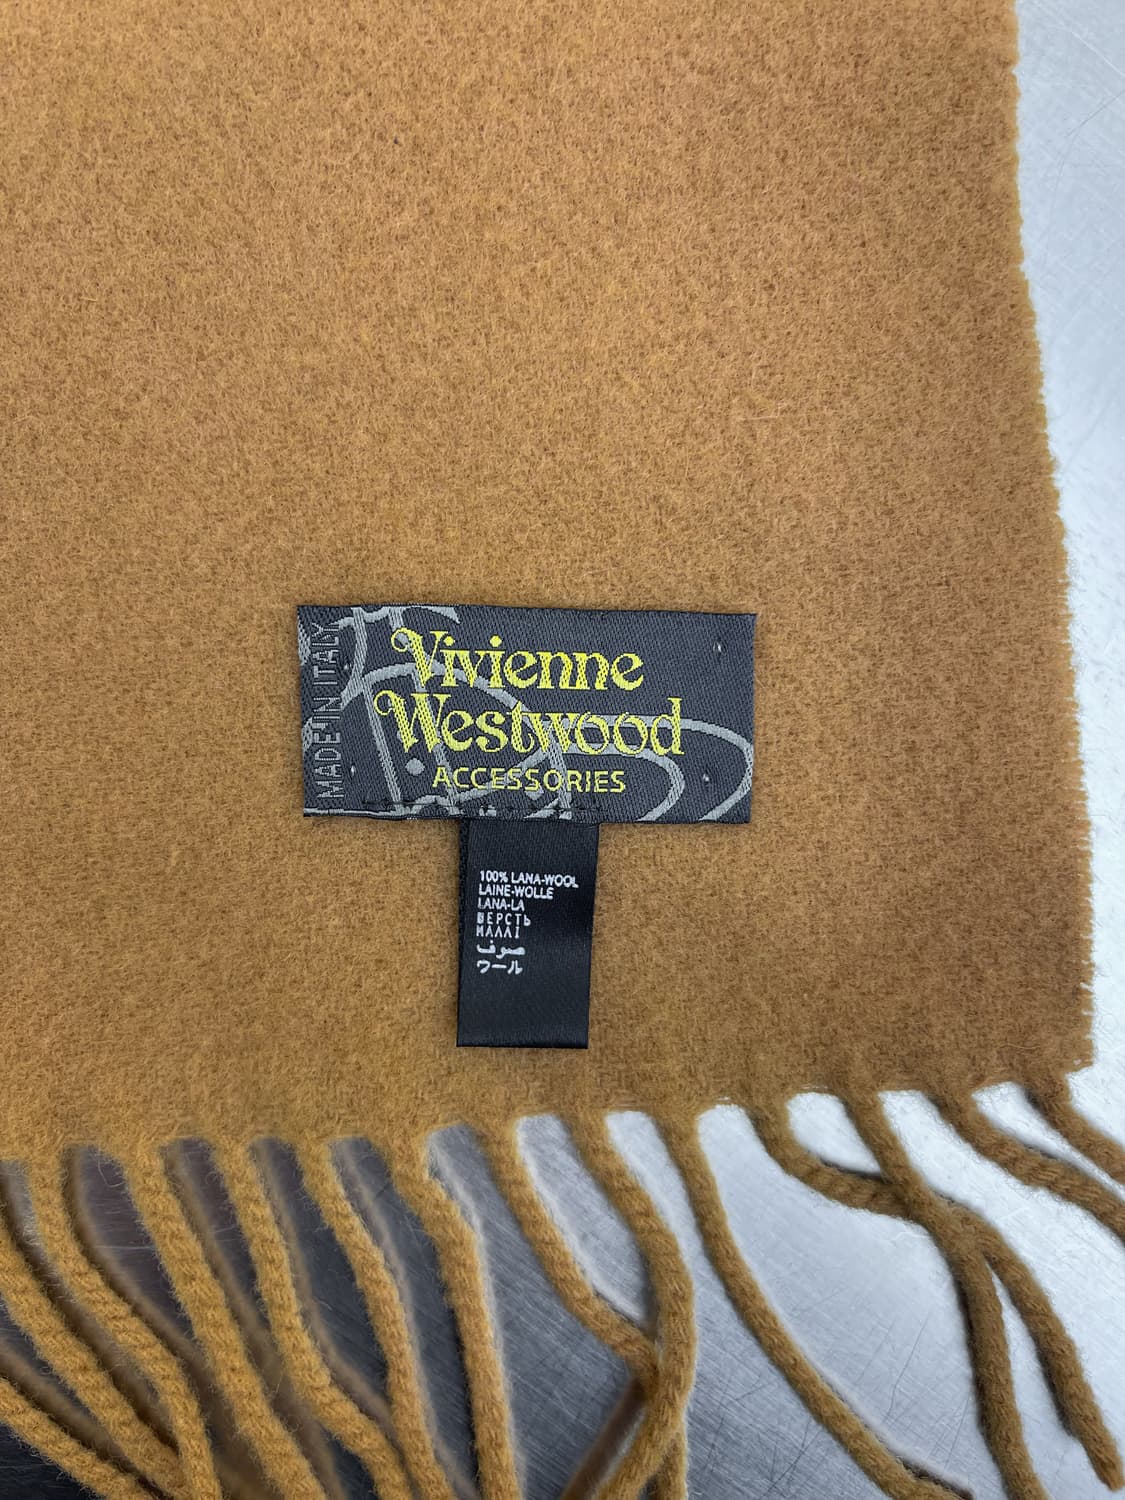 MADE IN ITALY
Vivienne
Westwood
ACCESSORIES
100% LANA-WOOL
LAINE-WOLLE
LANA-LA
ШЕРСТЬ
ΜΑΛΛΙ
صوف
ウール